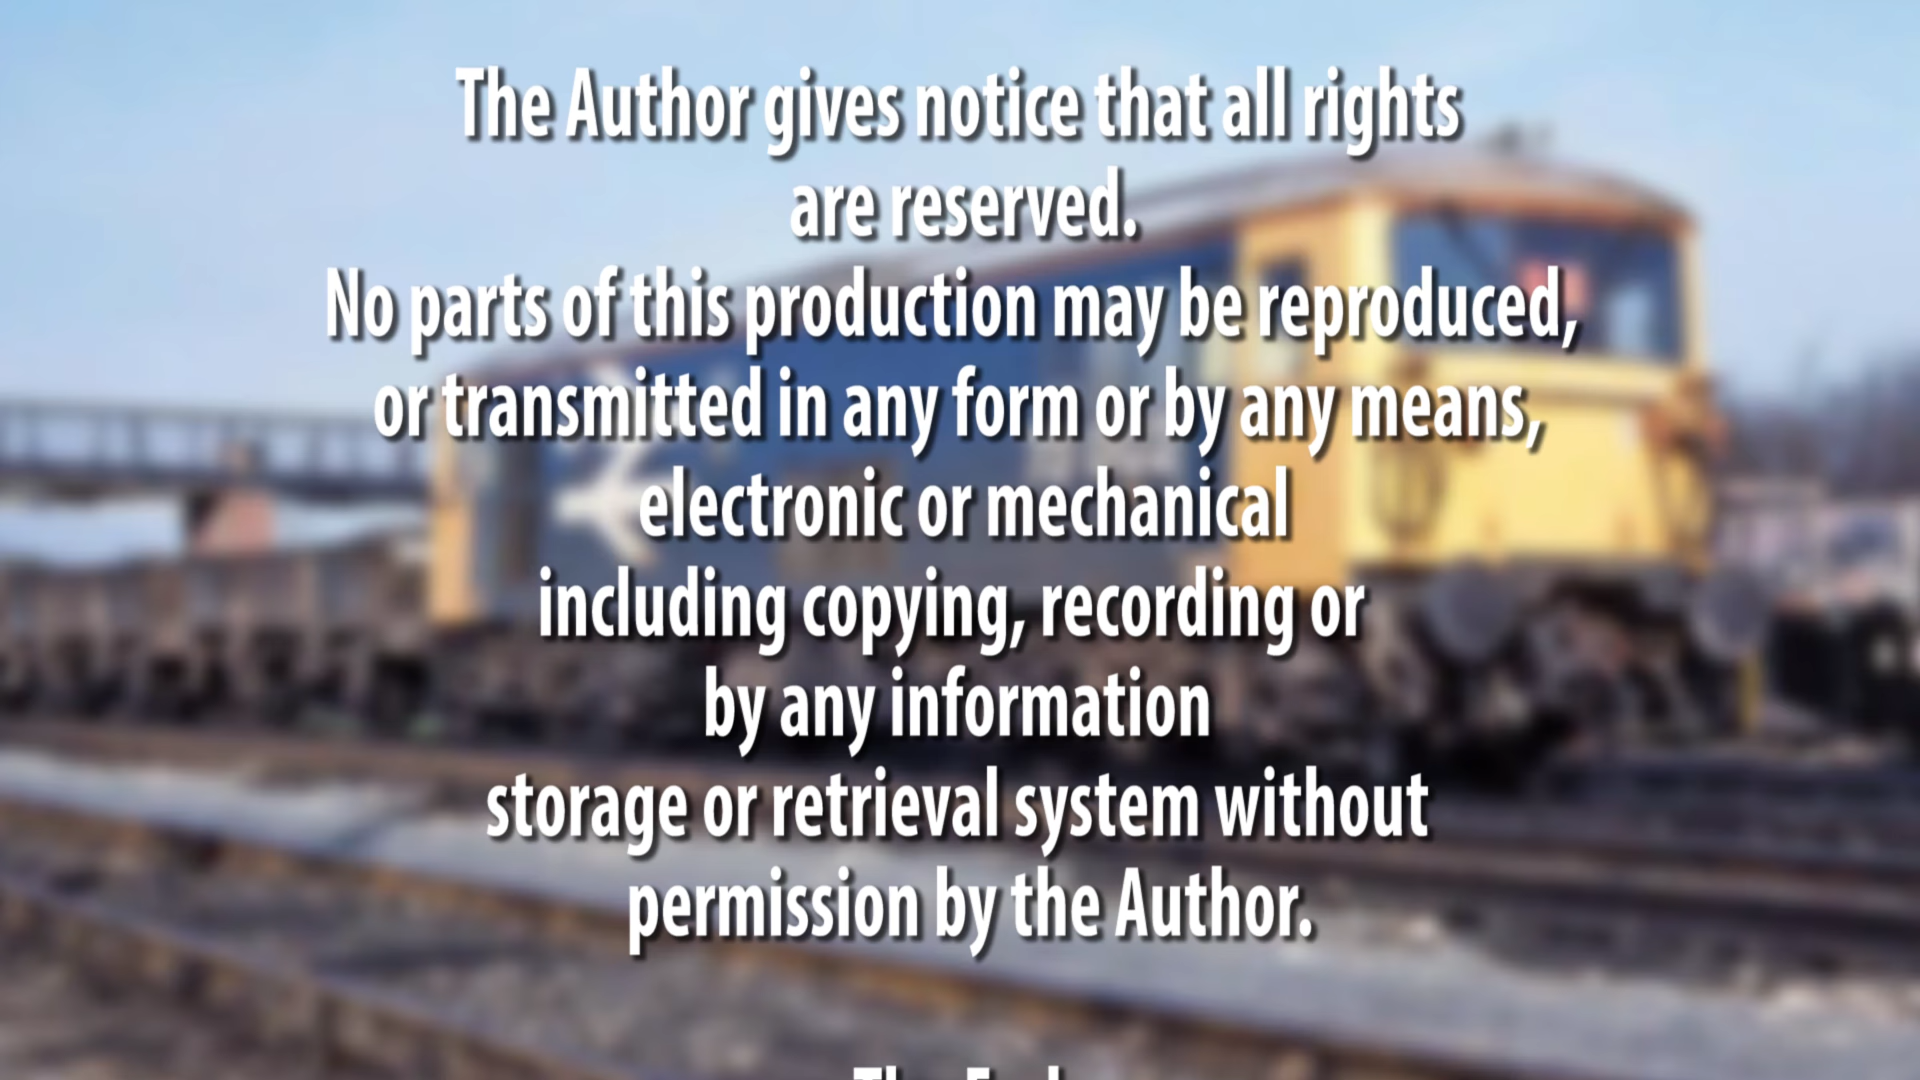 The Author gives notice that all rights
are reserved.
No parts of this production may be reproduced,
or transmitted in any form or by any means,
electronic or mechanical
including copying, recording or
by any information
storage or retrieval system without
permission by the Author.
The End